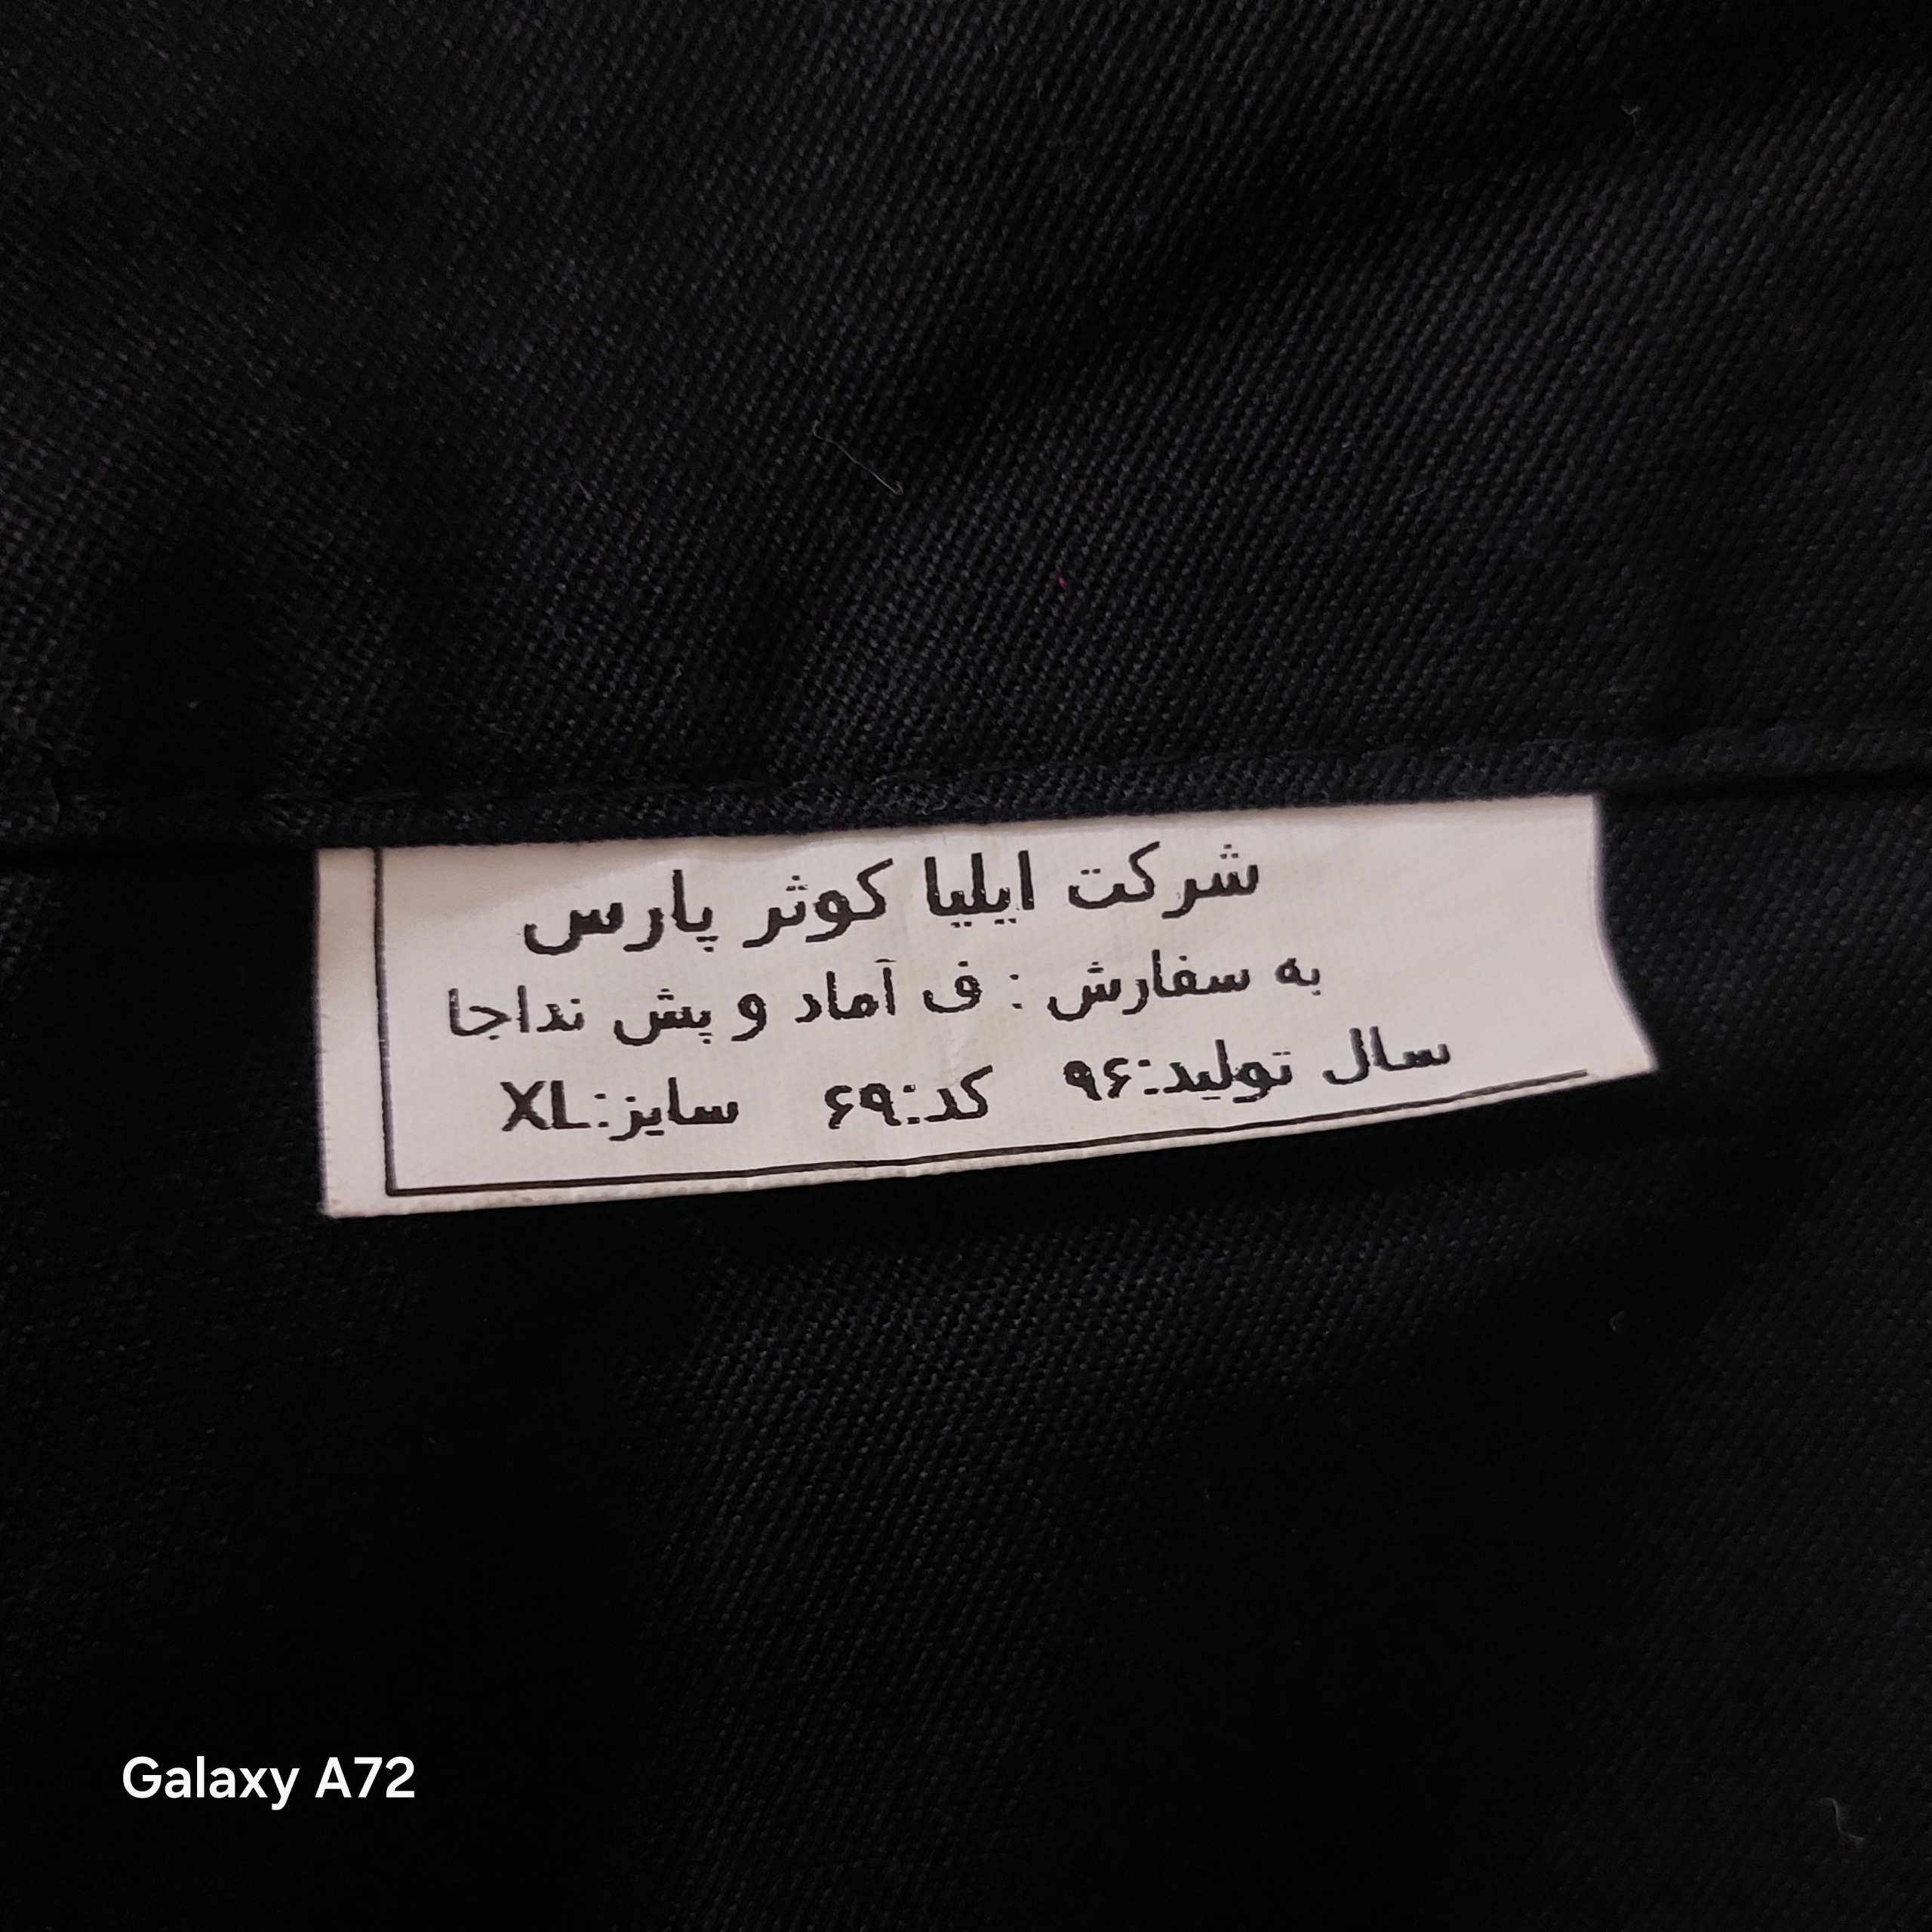 شرکت ایلیا کوثر پارس
به سفارش : ف آماد و پش نداجا
سال تولید:۹۶ کد:۶۹ سایز:XL
Galaxy A72